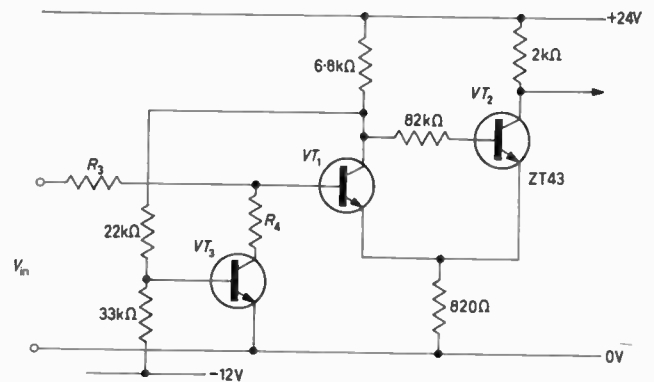 +24V
6·8kΩ
2kΩ
VT₂
82kΩ
R₃
VT₁
ZT43
R₄
22kΩ
VT₃
Vin
33kΩ
820Ω
0V
-12V